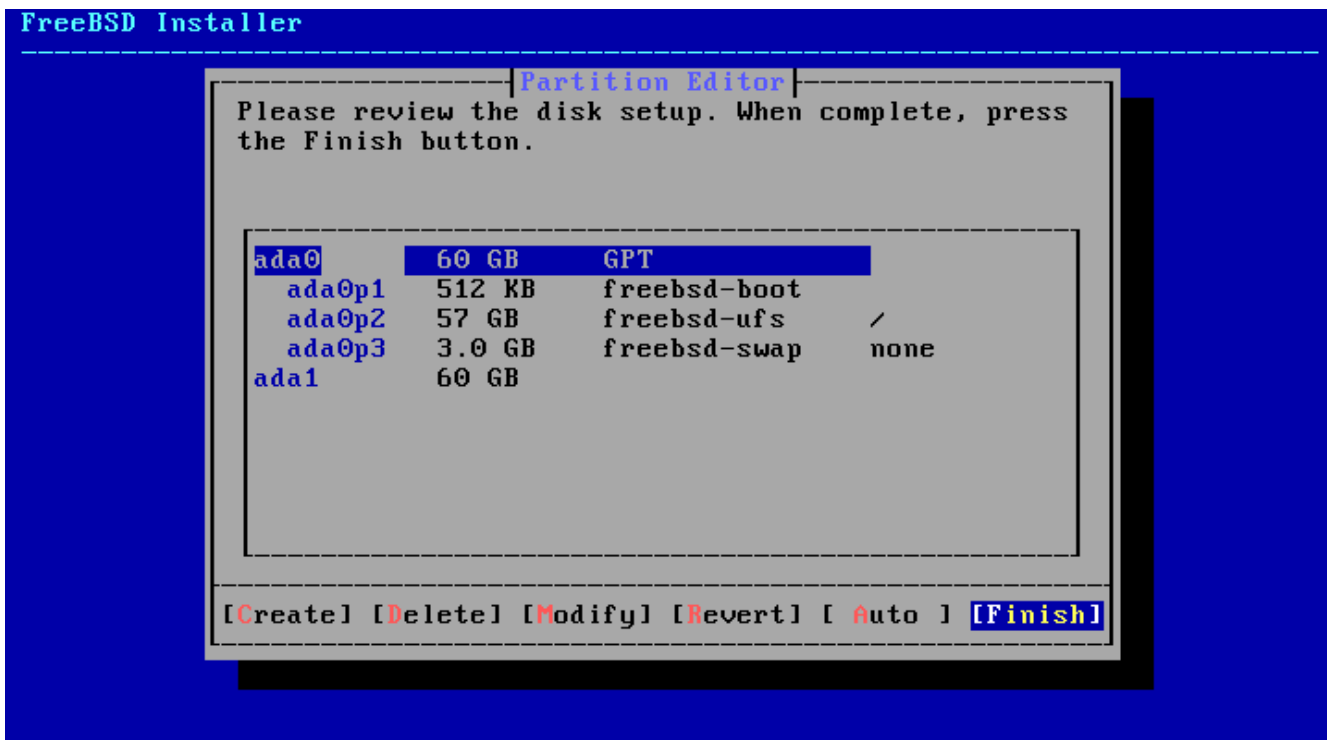 FreeBSD Installer
Partition Editor
Please review the disk setup. When complete, press
the Finish button.
ada0 60 GB GPT
ada0p1 512 KB freebsd-boot
ada0p2 57 GB freebsd-ufs /
ada0p3 3.0 GB freebsd-swap none
ada1 60 GB
[Create] [Delete] [Modify] [Revert] [ Auto ] [Finish]